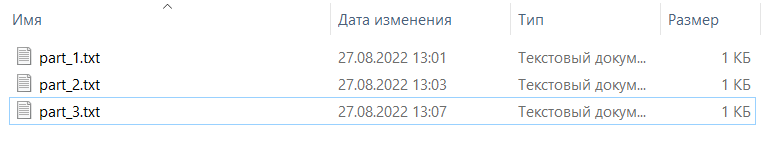 Имя Дата изменения Тип Размер
part_1.txt 27.08.2022 13:01 Текстовый докум... 1 КБ
part_2.txt 27.08.2022 13:03 Текстовый докум... 1 КБ
part_3.txt 27.08.2022 13:07 Текстовый докум... 1 КБ